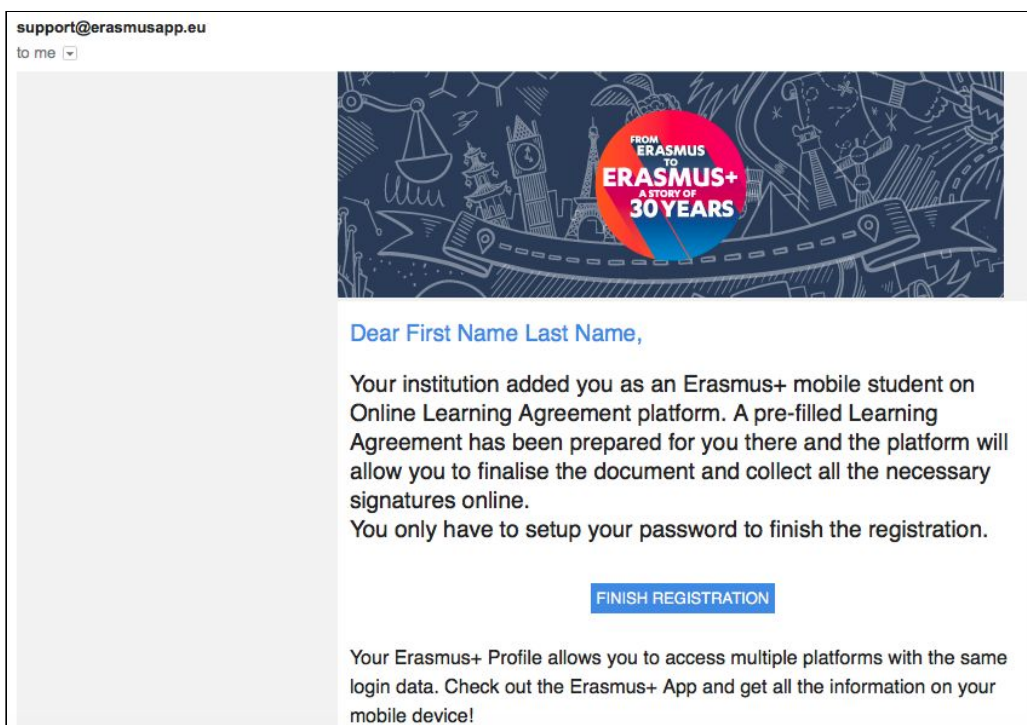 support@erasmusapp.eu
to me
FROM
ERASMUS
TO
ERASMUS+
A STORY OF
30 YEARS
Dear First Name Last Name,
Your institution added you as an Erasmus+ mobile student on
Online Learning Agreement platform. A pre-filled Learning
Agreement has been prepared for you there and the platform will
allow you to finalise the document and collect all the necessary
signatures online.
You only have to setup your password to finish the registration.
FINISH REGISTRATION
Your Erasmus+ Profile allows you to access multiple platforms with the same
login data. Check out the Erasmus+ App and get all the information on your
mobile device!